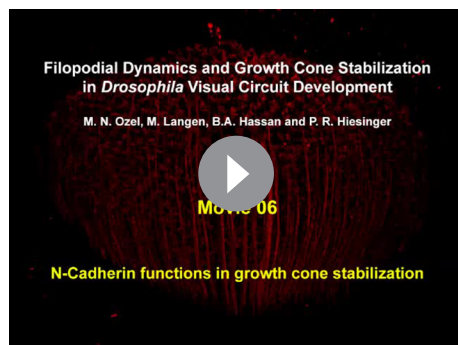 Filopodial Dynamics and Growth Cone Stabilization
in Drosophila Visual Circuit Development
M. N. Ozel, M. Langen, B.A. Hassan and P. R. Hiesinger
Movie 06
N-Cadherin functions in growth cone stabilization